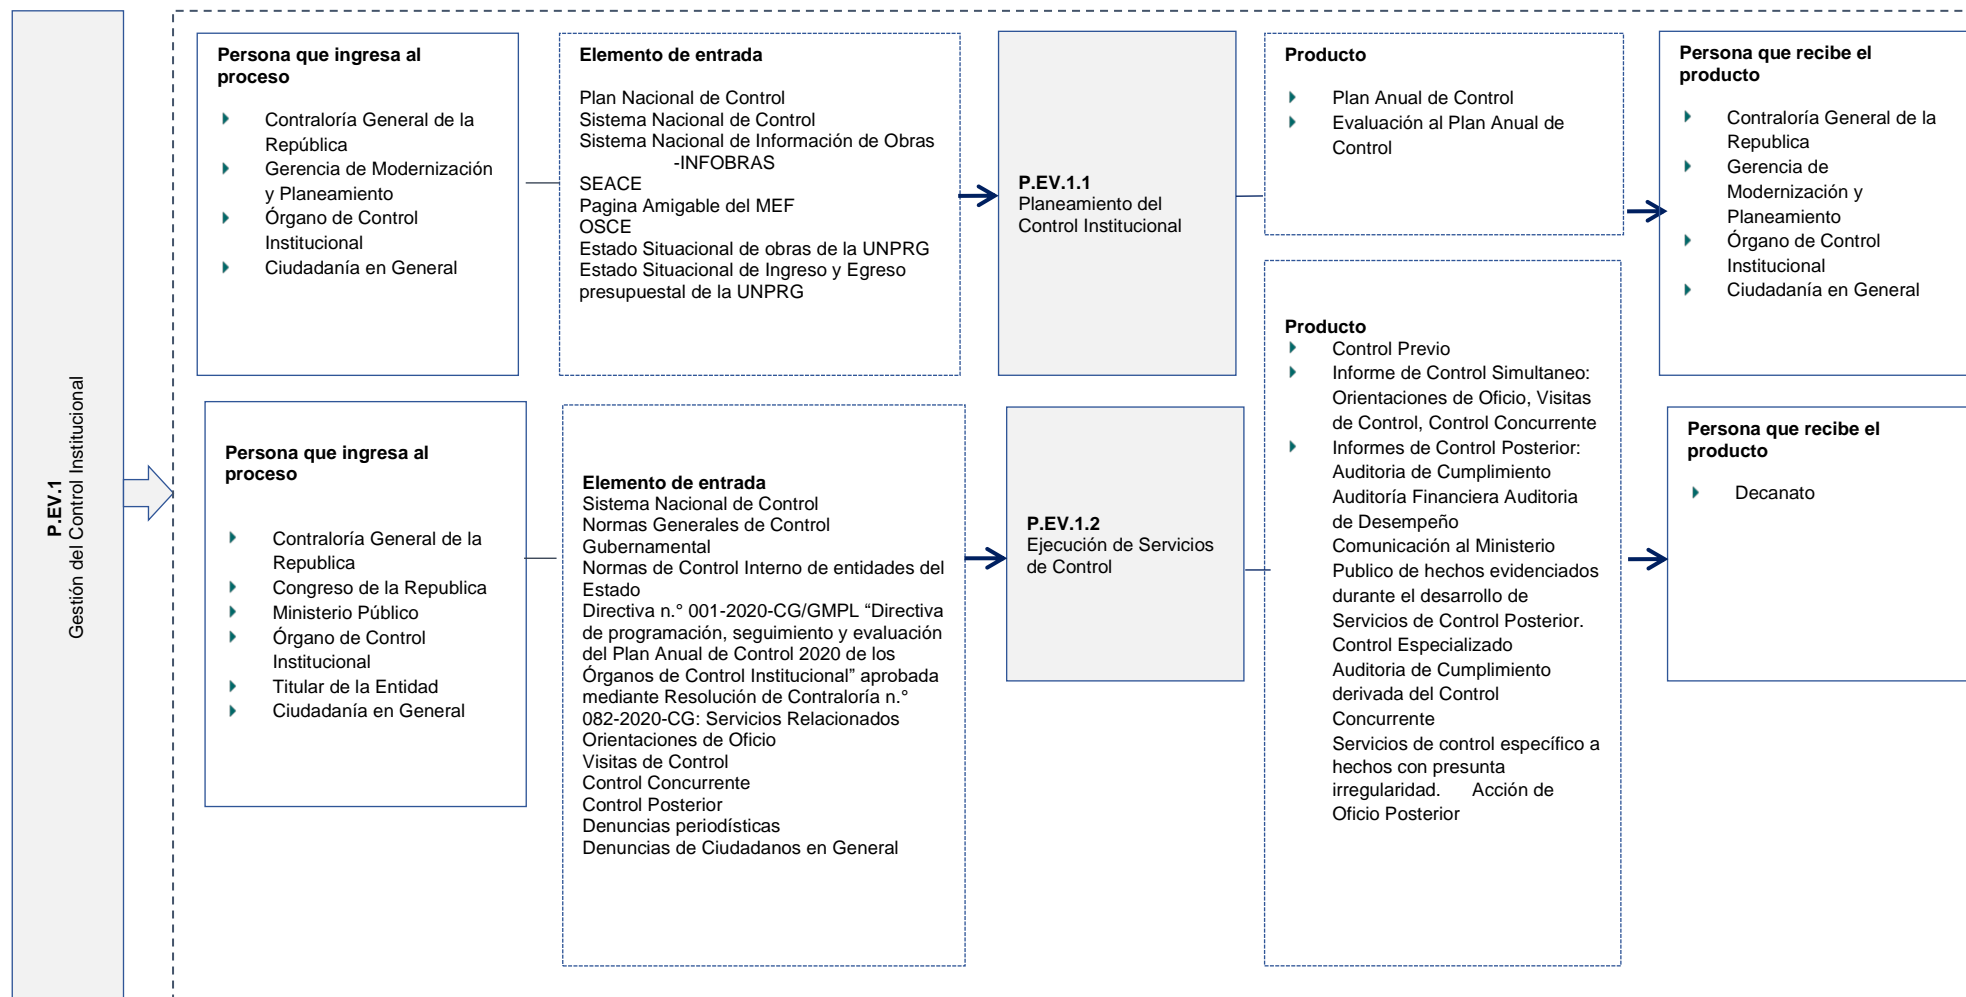 P.EV.1
Gestión del Control Institucional
Persona que ingresa al
proceso
Contraloría General de la
República
Gerencia de Modernización
y Planeamiento
Órgano de Control
Institucional
Ciudadanía en General
Elemento de entrada
Plan Nacional de Control
Sistema Nacional de Control
Sistema Nacional de Información de Obras
-INFOBRAS
SEACE
Pagina Amigable del MEF
OSCE
Estado Situacional de obras de la UNPRG
Estado Situacional de Ingreso y Egreso
presupuestal de la UNPRG
P.EV.1.1
Planeamiento del
Control Institucional
Producto
Plan Anual de Control
Evaluación al Plan Anual de
Control
Persona que recibe el
producto
Contraloría General de la
Republica
Gerencia de
Modernización y
Planeamiento
Órgano de Control
Institucional
Ciudadanía en General
Persona que ingresa al
proceso
Contraloría General de la
Republica
Congreso de la Republica
Ministerio Público
Órgano de Control
Institucional
Titular de la Entidad
Ciudadanía en General
Elemento de entrada
Sistema Nacional de Control
Normas Generales de Control
Gubernamental
Normas de Control Interno de entidades del
Estado
Directiva n.° 001-2020-CG/GMPL “Directiva
de programación, seguimiento y evaluación
del Plan Anual de Control 2020 de los
Órganos de Control Institucional” aprobada
mediante Resolución de Contraloría n.°
082-2020-CG: Servicios Relacionados
Orientaciones de Oficio
Visitas de Control
Control Concurrente
Control Posterior
Denuncias periodísticas
Denuncias de Ciudadanos en General
P.EV.1.2
Ejecución de Servicios
de Control
Producto
Control Previo
Informe de Control Simultaneo:
Orientaciones de Oficio, Visitas
de Control, Control Concurrente
Informes de Control Posterior:
Auditoria de Cumplimiento
Auditoría Financiera Auditoria
de Desempeño
Comunicación al Ministerio
Publico de hechos evidenciados
durante el desarrollo de
Servicios de Control Posterior.
Control Especializado
Auditoria de Cumplimiento
derivada del Control
Concurrente
Servicios de control específico a
hechos con presunta
irregularidad. Acción de
Oficio Posterior
Persona que recibe el
producto
Decanato